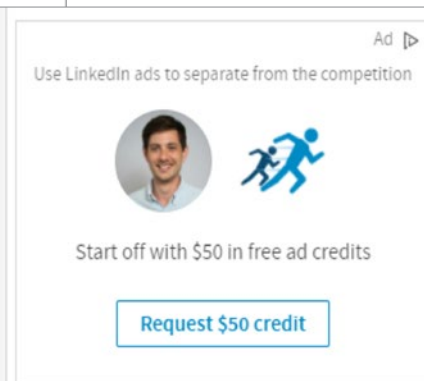 Ad
Use LinkedIn ads to separate from the competition
Start off with $50 in free ad credits
Request $50 credit